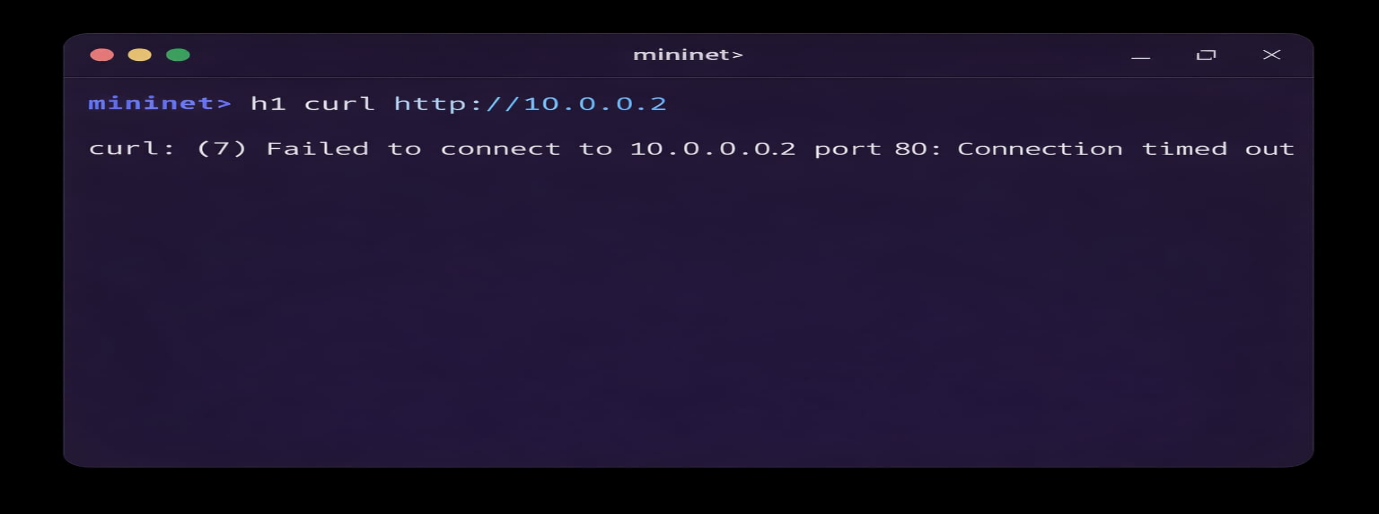 mininet>
mininet> h1 curl http://10.0.0.2
curl: (7) Failed to connect to 10.0.0.0.2 port 80: Connection timed out